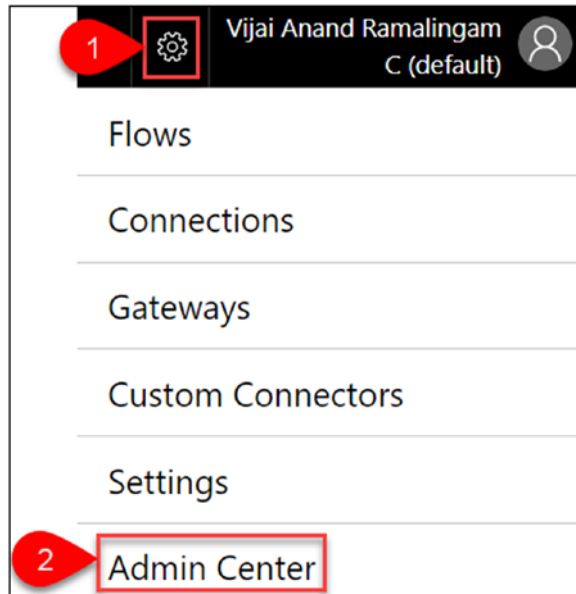 1
Vijai Anand Ramalingam
C (default)
Flows
Connections
Gateways
Custom Connectors
Settings
2
Admin Center